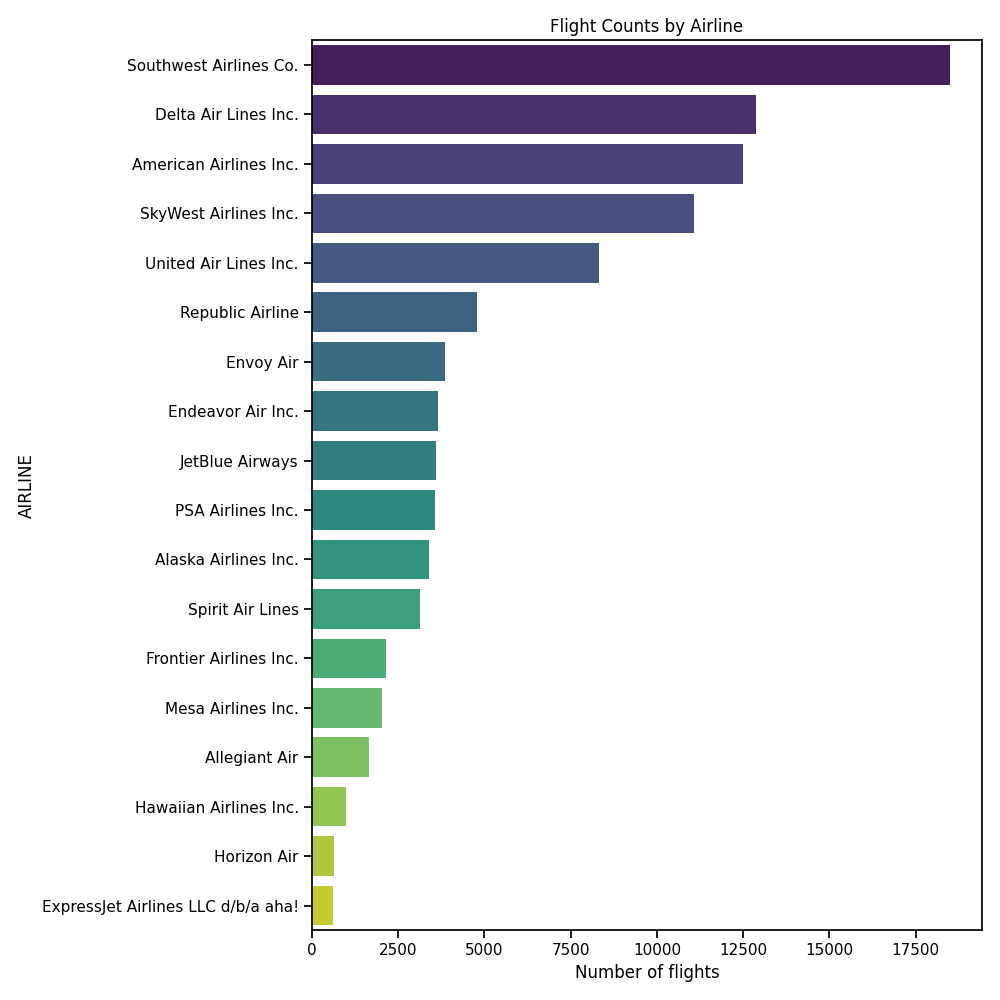 Flight Counts by Airline
Southwest Airlines Co.
Delta Air Lines Inc.
American Airlines Inc.
SkyWest Airlines Inc.
United Air Lines Inc.
Republic Airline
Envoy Air
Endeavor Air Inc.
JetBlue Airways
PSA Airlines Inc.
Alaska Airlines Inc.
Spirit Air Lines
Frontier Airlines Inc.
Mesa Airlines Inc.
Allegiant Air
Hawaiian Airlines Inc.
Horizon Air
ExpressJet Airlines LLC d/b/a aha!
AIRLINE
0 2500 5000 7500 10000 12500 15000 17500
Number of flights